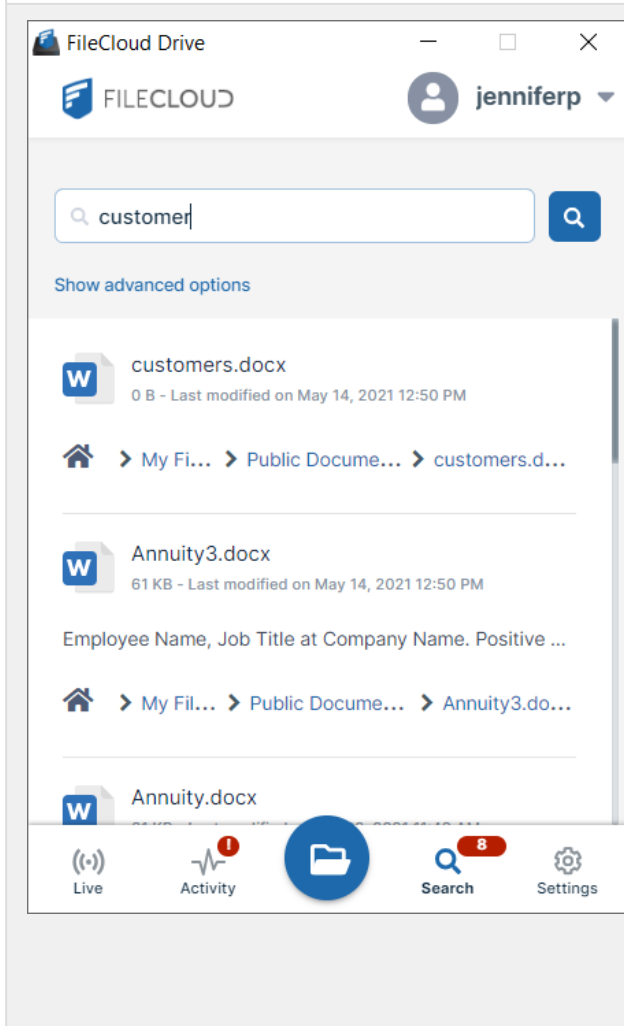 FileCloud Drive
FILECLOUD
jenniferp
customer
Show advanced options
customers.docx
0 B - Last modified on May 14, 2021 12:50 PM
My Fi... Public Docume... customers.d...
Annuity3.docx
61 KB - Last modified on May 14, 2021 12:50 PM
Employee Name, Job Title at Company Name. Positive ...
My Fil... Public Docume... Annuity3.do...
Annuity.docx
! 8
Live Activity Search Settings